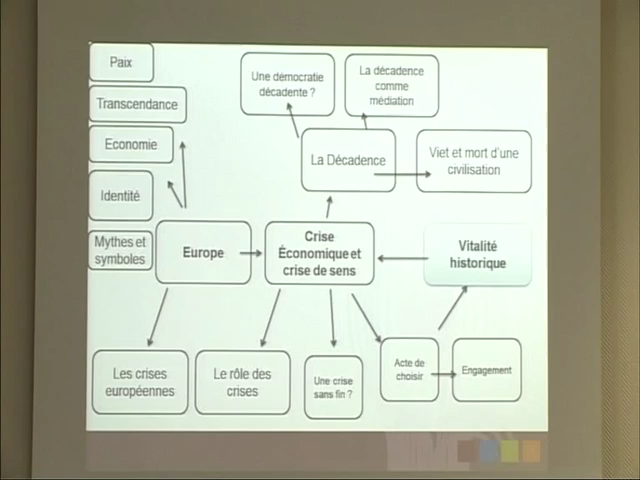 Paix
Transcendance
Economie
Identité
Mythes et
symboles
Une démocratie
décadente ?
La décadence
comme
médiation
La Décadence
Viet et mort d'une
civilisation
Europe
Crise
Économique et
crise de sens
Vitalité
historique
Les crises
européennes
Le rôle des
crises
Une crise
sans fin ?
Acte de
choisir
Engagement